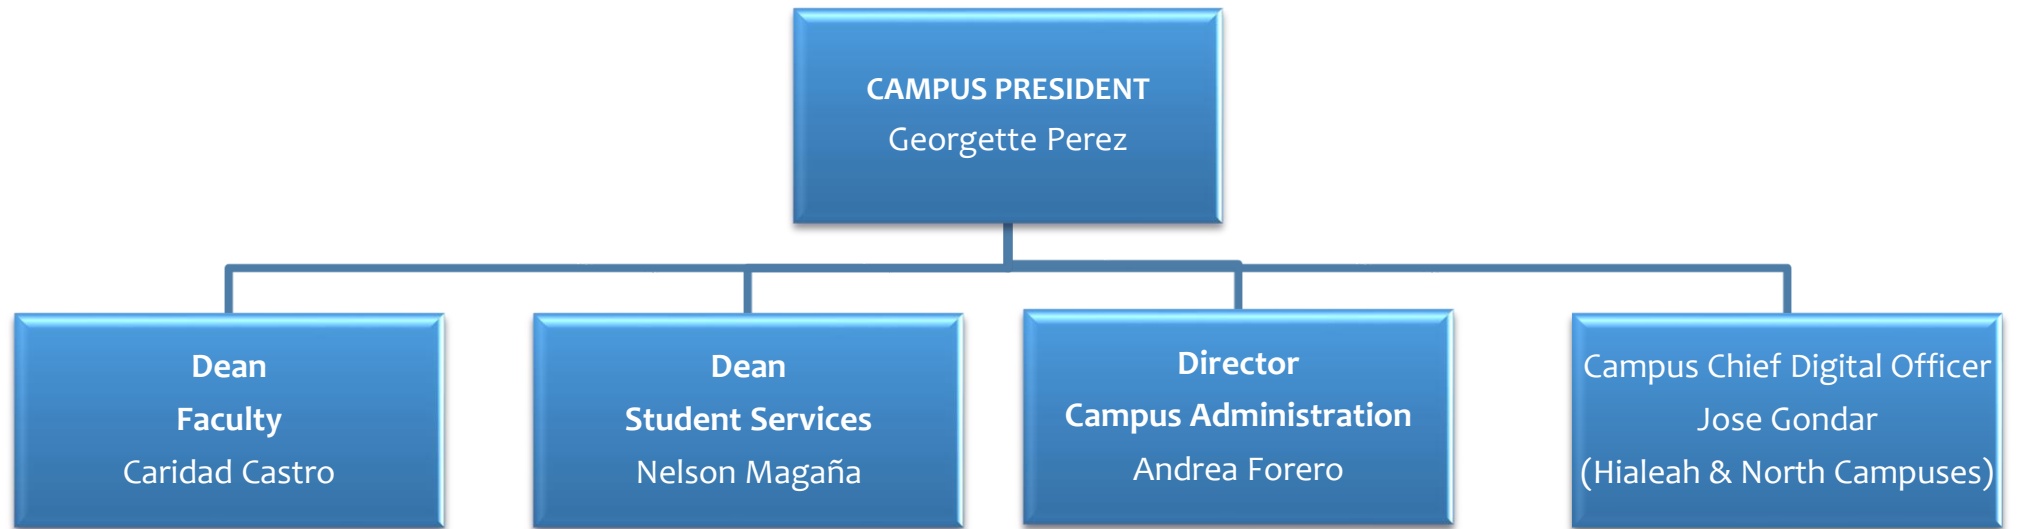 CAMPUS PRESIDENT
Georgette Perez
Dean
Faculty
Caridad Castro
Dean
Student Services
Nelson Magaña
Director
Campus Administration
Andrea Forero
Campus Chief Digital Officer
Jose Gondar
(Hialeah & North Campuses)